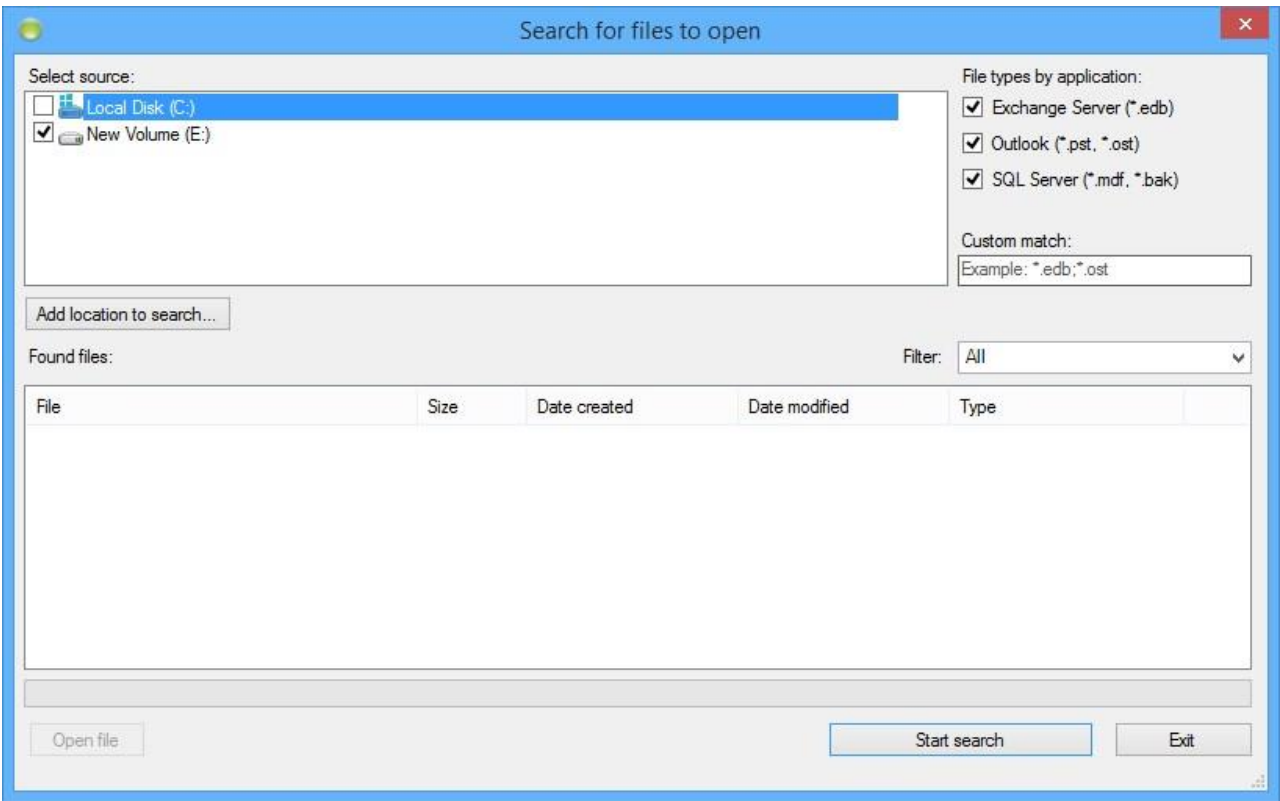 Search for files to open
Select source:
Local Disk (C:)
New Volume (E:)
Add location to search...
File types by application:
Exchange Server (*.edb)
Outlook (*.pst, *.ost)
SQL Server (*.mdf, *.bak)
Custom match:
Example: *.edb;*.ost
Found files:
Filter: All
File Size Date created Date modified Type
Open file Start search Exit